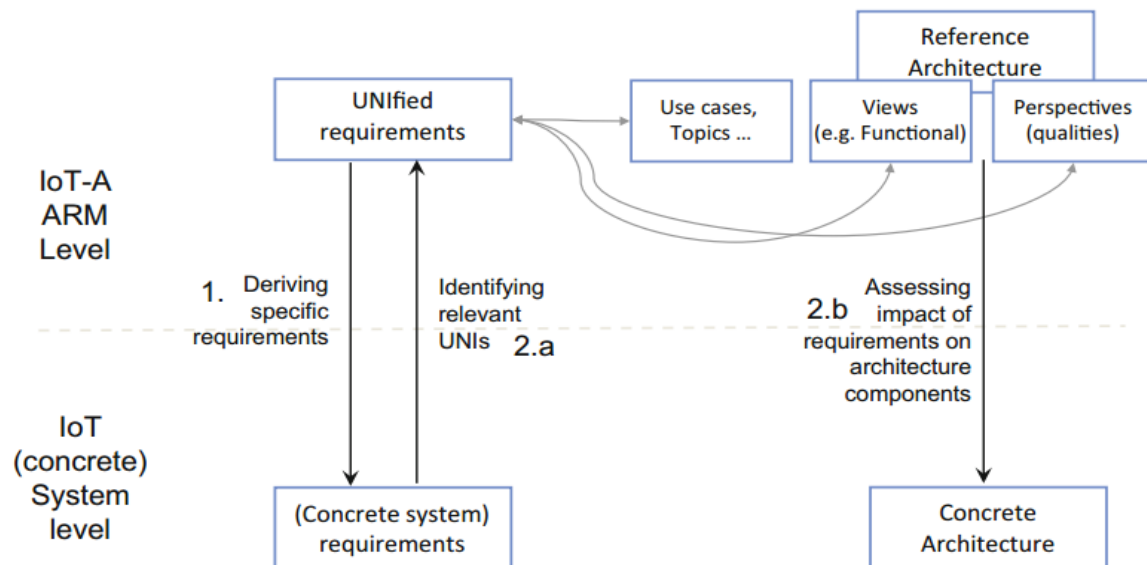 Reference
Architecture
UNIfied
requirements
Use cases,
Topics ...
Views
(e.g. Functional)
Perspectives
(qualities)
IoT-A
ARM
Level
1. Deriving
specific
requirements
Identifying
relevant
UNIs 2.a
2.b Assessing
impact of
requirements on
architecture
components
IoT
(concrete)
System
level
(Concrete system)
requirements
Concrete
Architecture